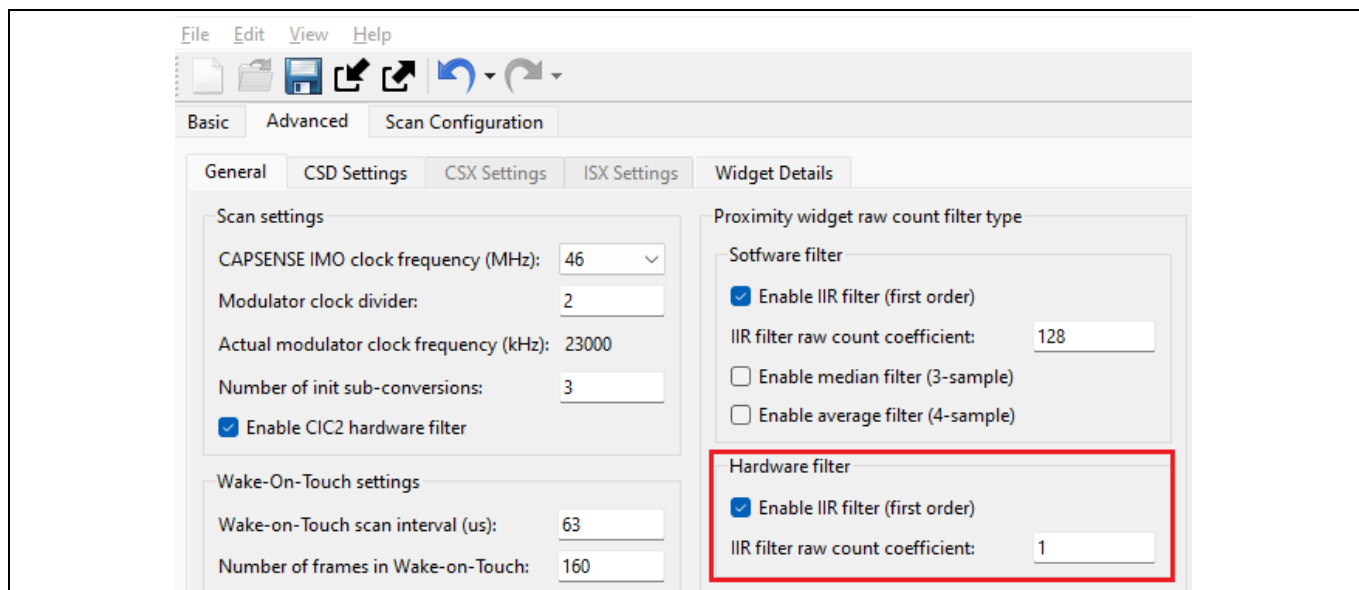 File Edit View Help
Basic Advanced Scan Configuration
General CSD Settings CSX Settings ISX Settings Widget Details
Scan settings
CAPSENSE IMO clock frequency (MHz): 46
Modulator clock divider: 2
Actual modulator clock frequency (kHz): 23000
Number of init sub-conversions: 3
Enable CIC2 hardware filter
Wake-On-Touch settings
Wake-on-Touch scan interval (us): 63
Number of frames in Wake-on-Touch: 160
Proximity widget raw count filter type
Sotfware filter
Enable IIR filter (first order)
IIR filter raw count coefficient: 128
Enable median filter (3-sample)
Enable average filter (4-sample)
Hardware filter
Enable IIR filter (first order)
IIR filter raw count coefficient: 1